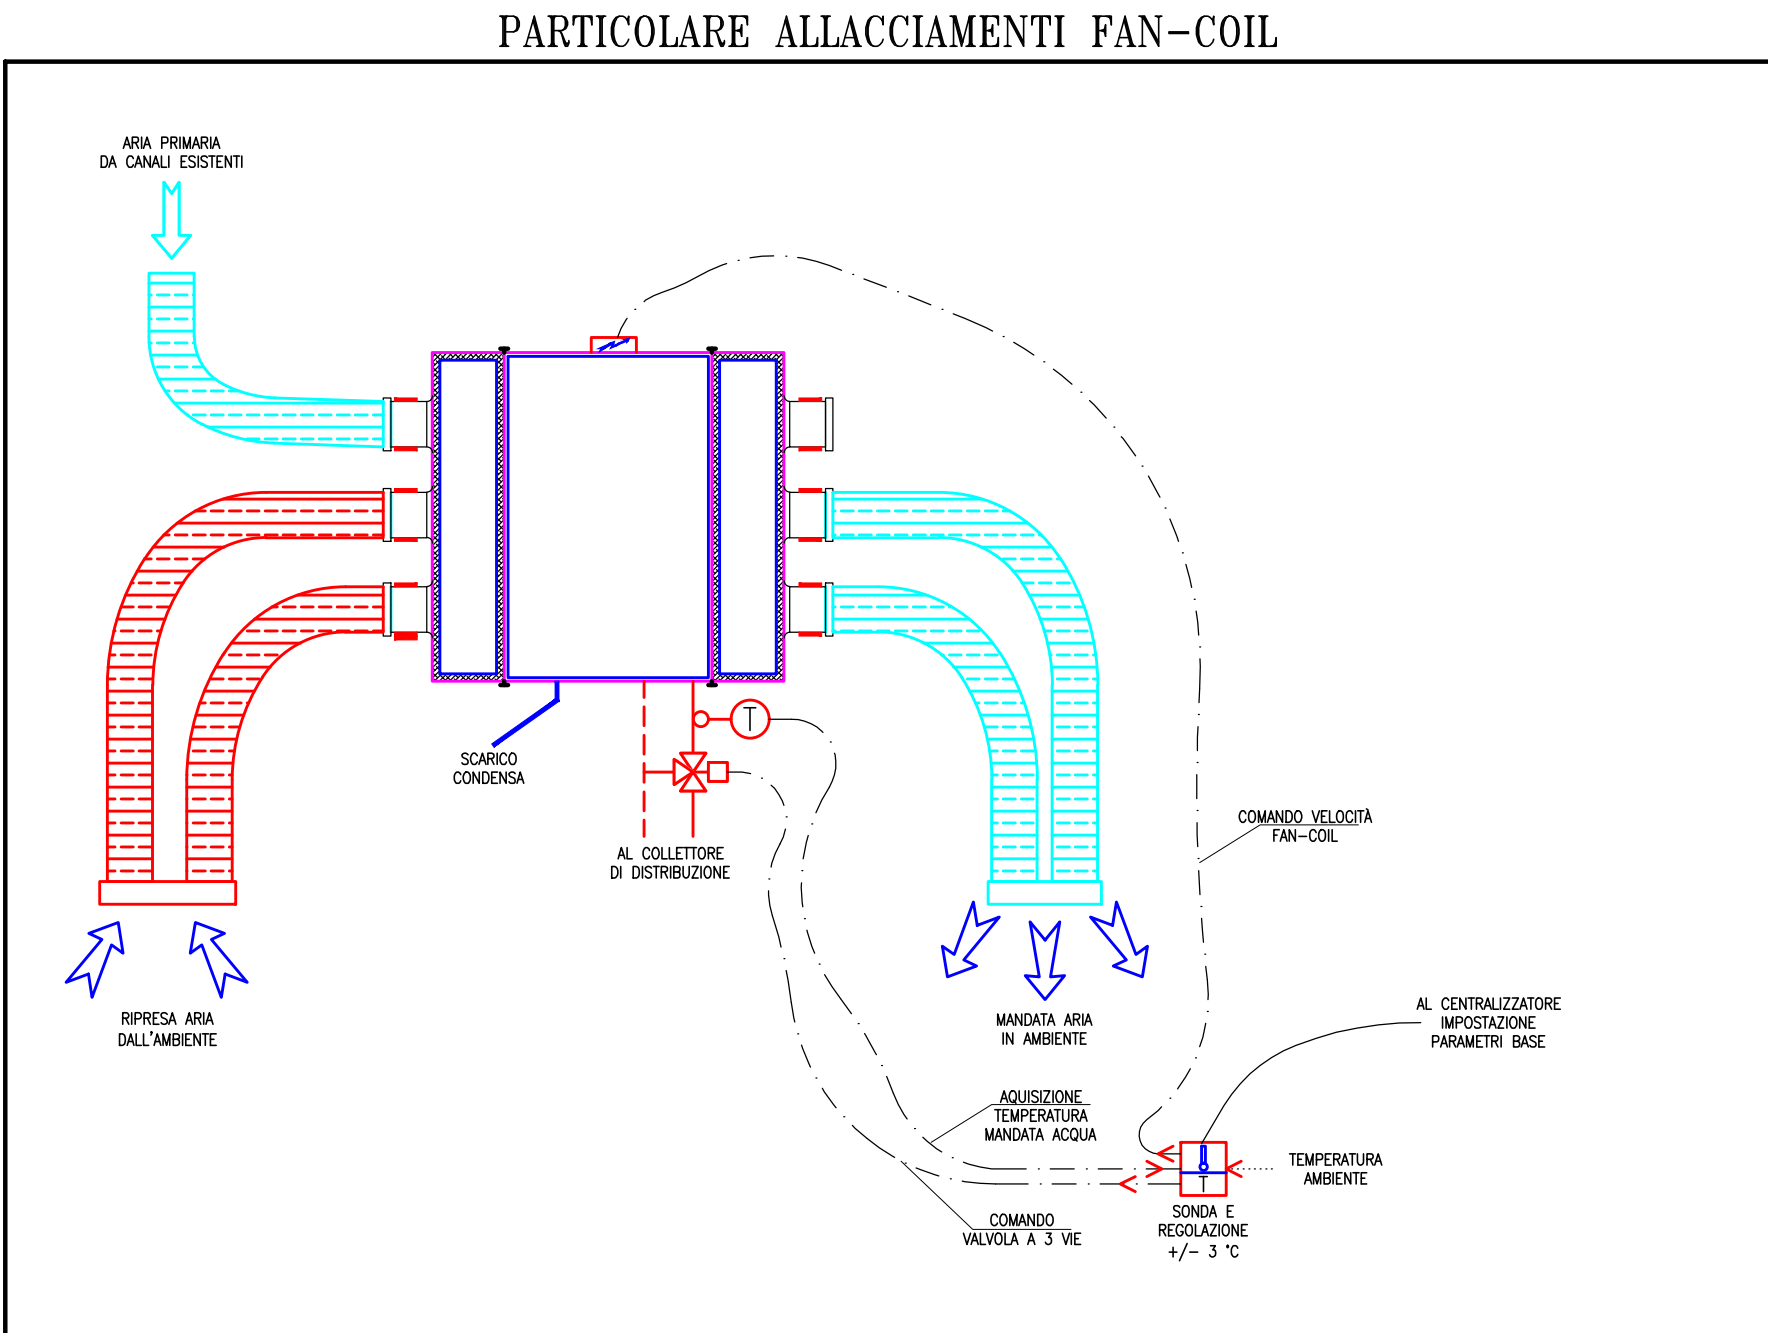 PARTICOLARE ALLACCIAMENTI FAN-COIL
ARIA PRIMARIA
DA CANALI ESISTENTI
SCARICO
CONDENSA
T
AL COLLETTORE
DI DISTRIBUZIONE
COMANDO VELOCITÀ
FAN-COIL
RIPRESA ARIA
DALL'AMBIENTE
MANDATA ARIA
IN AMBIENTE
AL CENTRALIZZATORE
IMPOSTAZIONE
PARAMETRI BASE
AQUISIZIONE
TEMPERATURA
MANDATA ACQUA
TEMPERATURA
AMBIENTE
T
SONDA E
REGOLAZIONE
+/- 3 °C
COMANDO
VALVOLA A 3 VIE